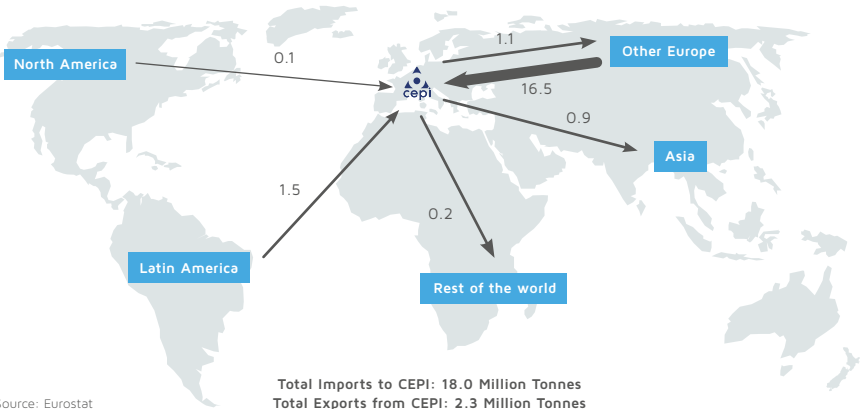 1.1
Other Europe
North America
0.1
cepi
16.5
0.9
Asia
1.5
0.2
Latin America
Rest of the world
Total Imports to CEPI: 18.0 Million Tonnes
Total Exports from CEPI: 2.3 Million Tonnes
ource: Eurostat